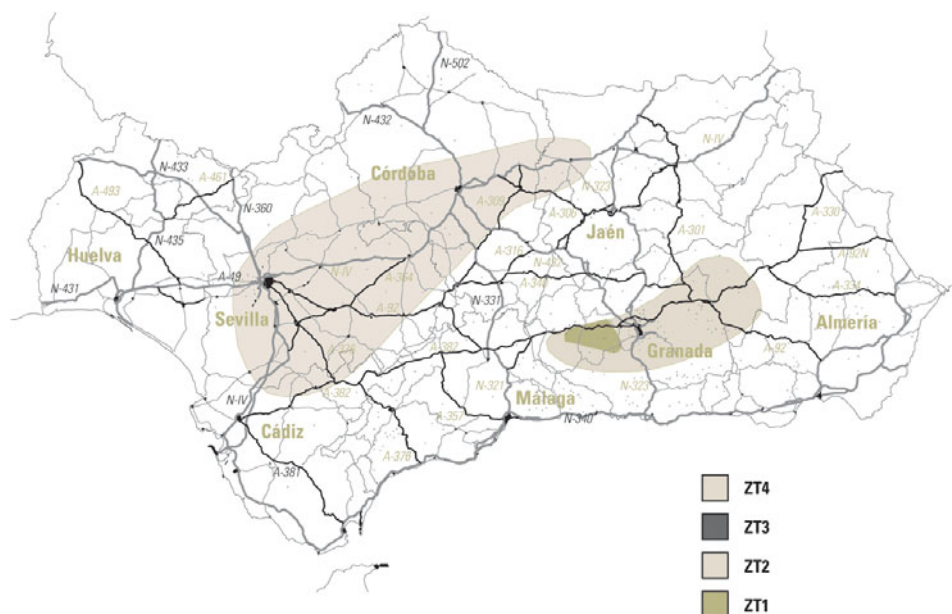 N-502
N-432
N-IV
N-433
A-461
Córdoba
N-323
A-493
N-360
A-309
A-306
A-330
N-435
Jaén
A-301
Huelva
A-316
N-432
A-92N
A-49
N-IV
A-364
A-340
A-334
N-431
Sevilla
A-92
N-331
Almería
A-382
Granada
A-92
A-382
N-321
N-323
N-IV
Málaga
A-357
N-340
Cádiz
A-378
A-381
ZT4
ZT3
ZT2
ZT1